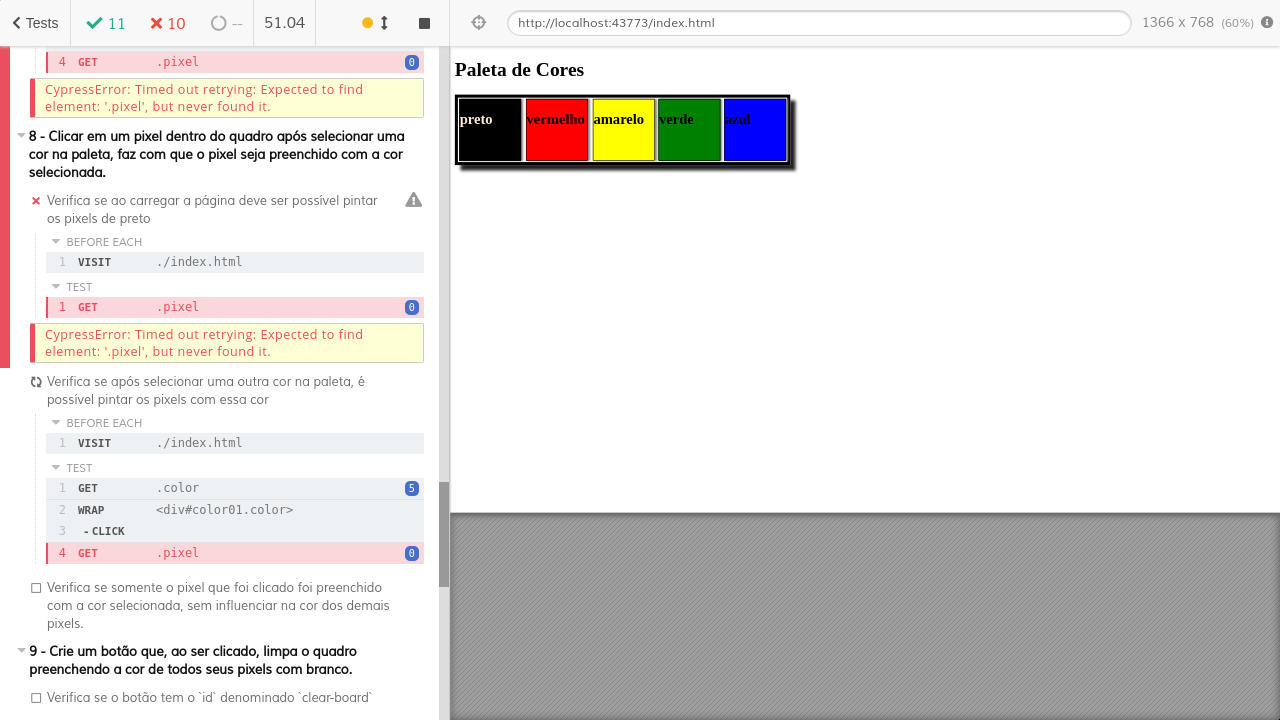 Tests
11
10
--
51.04
http://localhost:43773/index.html
1366 x 768 (60%)
4 GET .pixel 0
CypressError: Timed out retrying: Expected to find
element: '.pixel', but never found it.
8 - Clicar em um pixel dentro do quadro após selecionar uma
cor na paleta, faz com que o pixel seja preenchido com a cor
selecionada.
Verifica se ao carregar a página deve ser possível pintar
os pixels de preto
BEFORE EACH
1 VISIT ./index.html
TEST
1 GET .pixel 0
CypressError: Timed out retrying: Expected to find
element: '.pixel', but never found it.
Verifica se após selecionar uma outra cor na paleta, é
possível pintar os pixels com essa cor
BEFORE EACH
1 VISIT ./index.html
TEST
1 GET .color 5
2 WRAP <div#color01.color>
3 - CLICK
4 GET .pixel 0
Verifica se somente o pixel que foi clicado foi preenchido
com a cor selecionada, sem influenciar na cor dos demais
pixels.
9 - Crie um botão que, ao ser clicado, limpa o quadro
preenchendo a cor de todos seus pixels com branco.
Verifica se o botão tem o `id` denominado `clear-board`
Paleta de Cores
preto vermelho amarelo verde azul